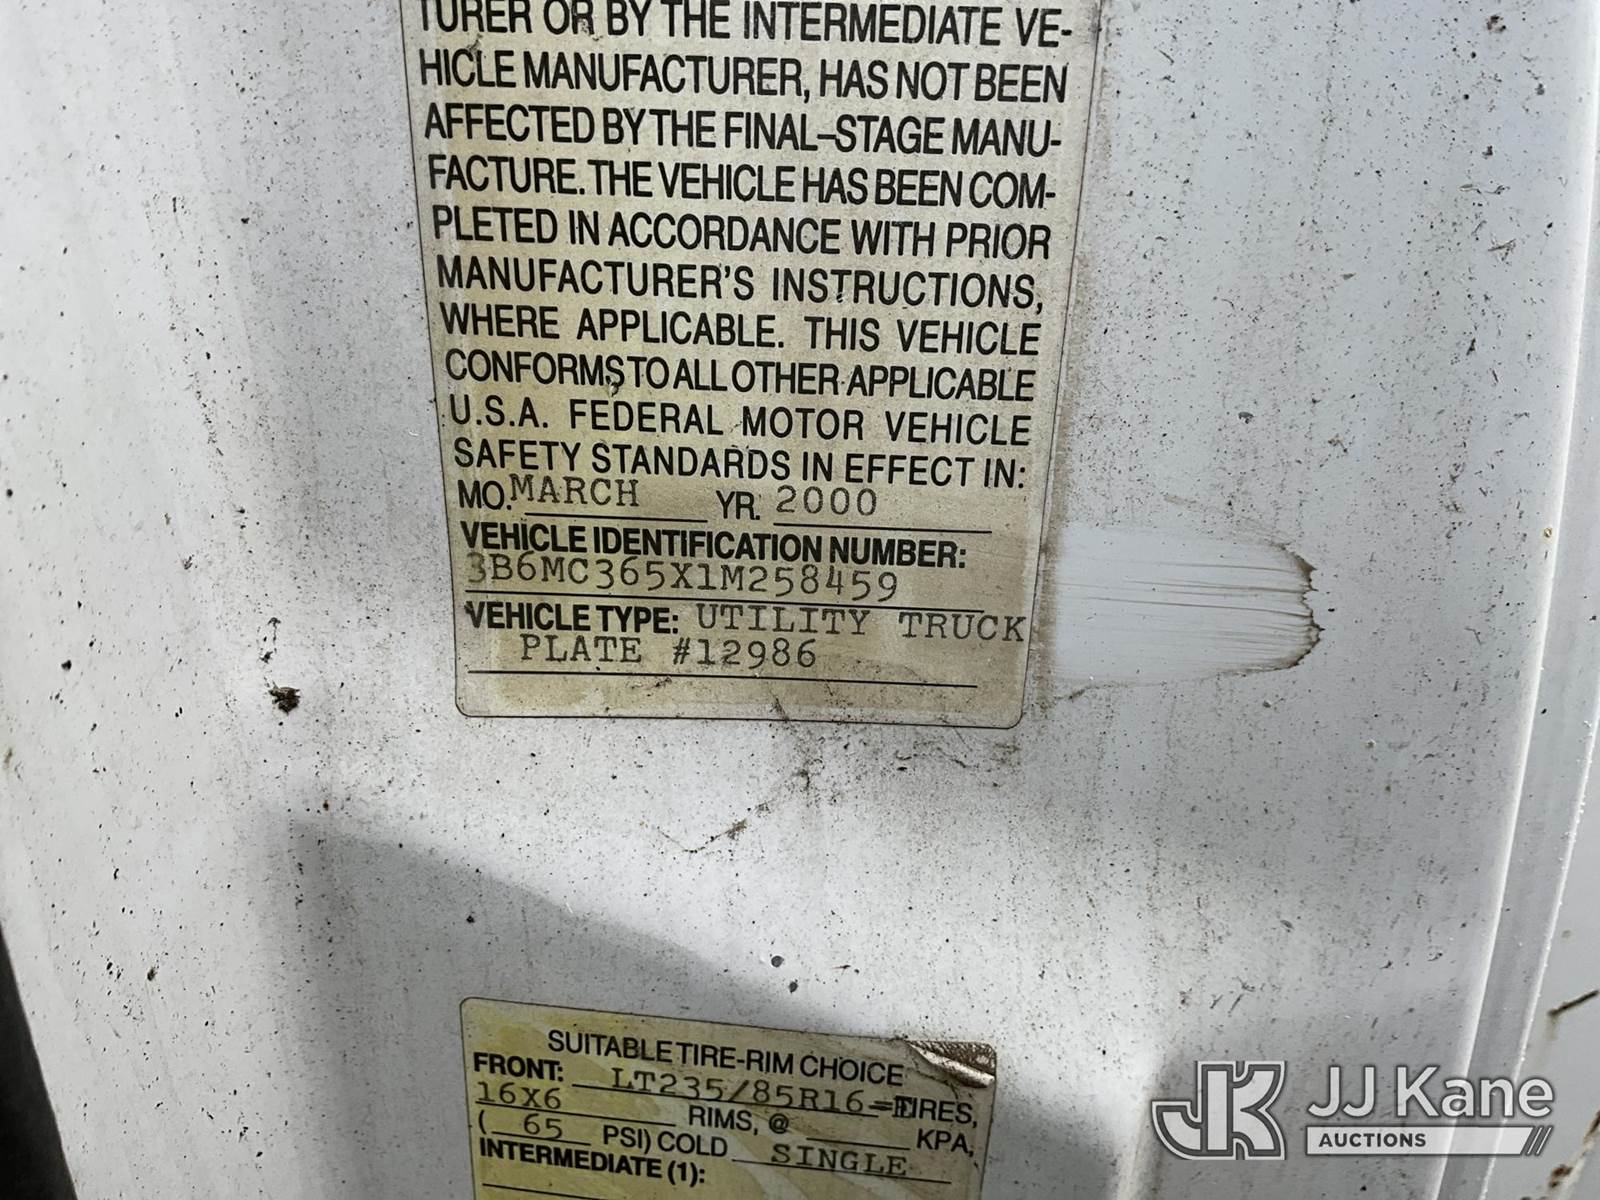 TURER OR BY THE INTERMEDIATE VE-
HICLE MANUFACTURER, HAS NOT BEEN
AFFECTED BY THE FINAL-STAGE MANU-
FACTURE. THE VEHICLE HAS BEEN COM-
PLETED IN ACCORDANCE WITH PRIOR
MANUFACTURER'S INSTRUCTIONS,
WHERE APPLICABLE. THIS VEHICLE
CONFORMS TO ALL OTHER APPLICABLE
U.S.A. FEDERAL MOTOR VEHICLE
SAFETY STANDARDS IN EFFECT IN:
MO. MARCH YR. 2000
VEHICLE IDENTIFICATION NUMBER:
3B6MC365X1M258459
VEHICLE TYPE: UTILITY TRUCK
PLATE #12986
SUITABLE TIRE-RIM CHOICE
FRONT: LT235/85R16-E TIRES,
16X6 RIMS, @ KPA,
( 65 PSI) COLD SINGLE
INTERMEDIATE (1):
JK JJ Kane
AUCTIONS